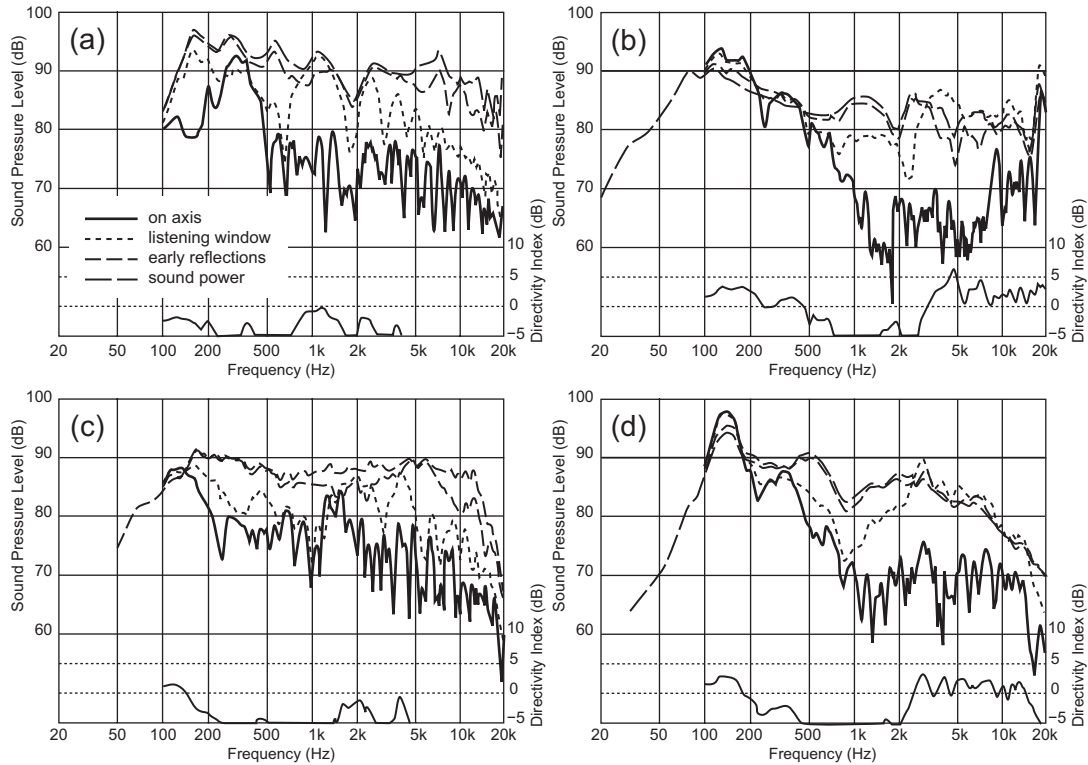 (a)
Sound Pressure Level (dB)
100
90
80
70
60
on axis
listening window
early reflections
sound power
10
5
0
−5
Directivity Index (dB)
20 50 100 200 500 1k 2k 5k 10k 20k
Frequency (Hz)
(b)
Sound Pressure Level (dB)
100
90
80
70
60
10
5
0
−5
Directivity Index (dB)
20 50 100 200 500 1k 2k 5k 10k 20k
Frequency (Hz)
(c)
Sound Pressure Level (dB)
100
90
80
70
60
10
5
0
−5
Directivity Index (dB)
20 50 100 200 500 1k 2k 5k 10k 20k
Frequency (Hz)
(d)
Sound Pressure Level (dB)
100
90
80
70
60
10
5
0
−5
Directivity Index (dB)
20 50 100 200 500 1k 2k 5k 10k 20k
Frequency (Hz)